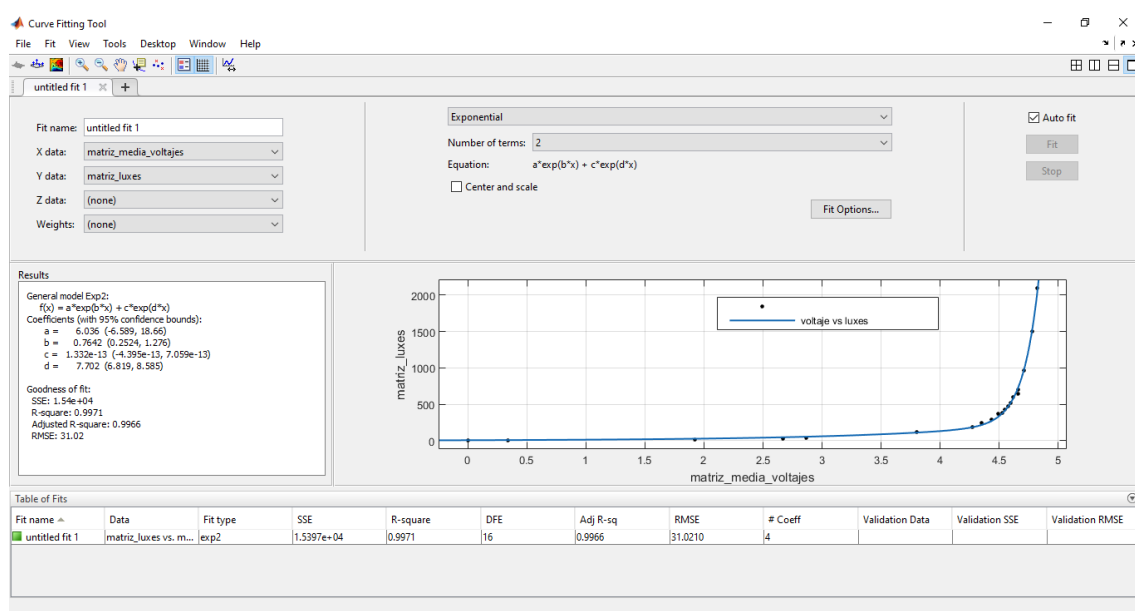 Curve Fitting Tool
File Fit View Tools Desktop Window Help
untitled fit 1
Fit name: untitled fit 1
X data: matriz_media_voltajes
Y data: matriz_luxes
Z data: (none)
Weights: (none)
Exponential
Number of terms: 2
Equation: a*exp(b*x) + c*exp(d*x)
Center and scale
Fit Options...
Auto fit
Fit
Stop
Results
General model Exp2:
f(x) = a*exp(b*x) + c*exp(d*x)
Coefficients (with 95% confidence bounds):
a = 6.036 (-6.589, 18.66)
b = 0.7642 (0.2524, 1.276)
c = 1.332e-13 (-4.395e-13, 7.059e-13)
d = 7.702 (6.819, 8.585)
Goodness of fit:
SSE: 1.54e+04
R-square: 0.9971
Adjusted R-square: 0.9966
RMSE: 31.02
2000
1500
1000
500
0
matriz_luxes
voltaje vs luxes
0 0.5 1 1.5 2 2.5 3 3.5 4 4.5 5
matriz_media_voltajes
Table of Fits
Fit name Data Fit type SSE R-square DFE Adj R-sq RMSE # Coeff Validation Data Validation SSE Validation RMSE
untitled fit 1 matriz_luxes vs. m... exp2 1.5397e+04 0.9971 16 0.9966 31.0210 4